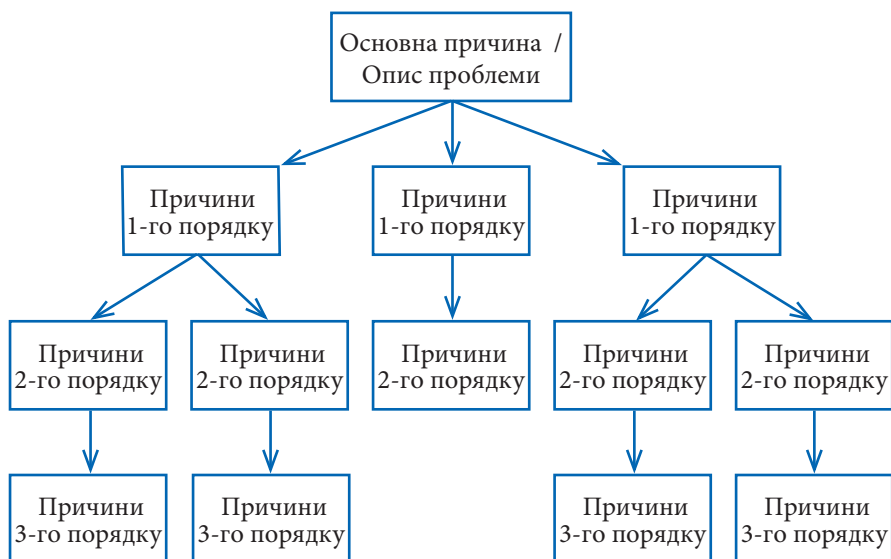 Основна причина /
Опис проблеми
Причини
1-го порядку
Причини
1-го порядку
Причини
1-го порядку
Причини
2-го порядку
Причини
2-го порядку
Причини
2-го порядку
Причини
2-го порядку
Причини
2-го порядку
Причини
3-го порядку
Причини
3-го порядку
Причини
3-го порядку
Причини
3-го порядку